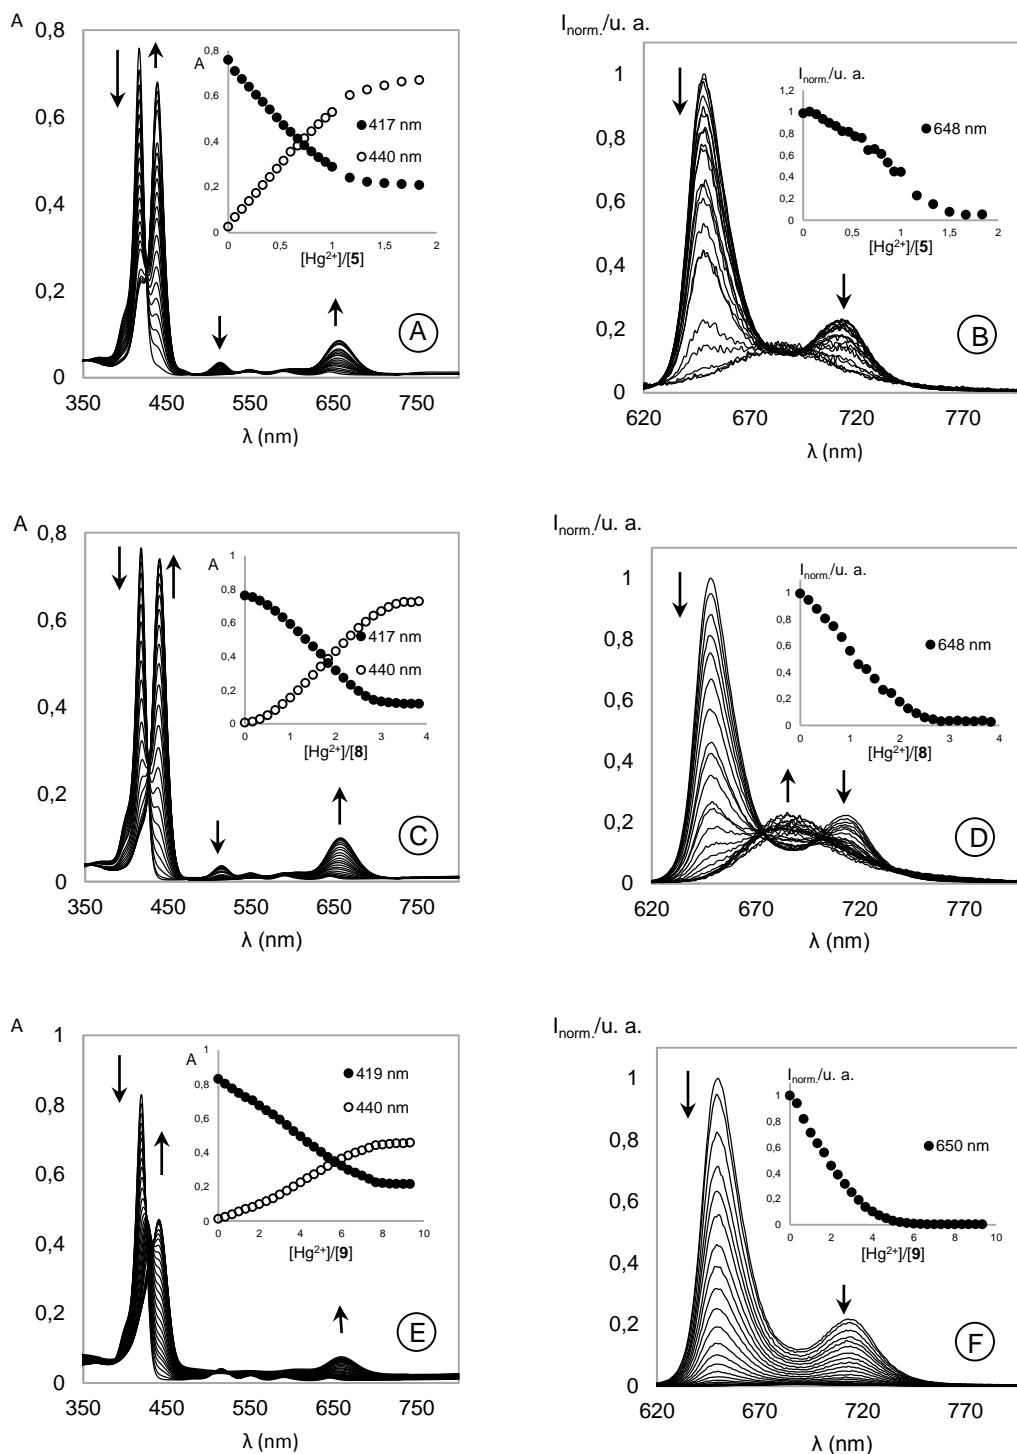 A
0,8
0,6
0,4
0,2
0
350 450 550 650 750
λ (nm)
A
0,8
0,6
0,4
0,2
0
0 0,5 1 1,5 2
[Hg²⁺]/[5]
417 nm
440 nm
A
Inorm./u. a.
1
0,8
0,6
0,4
0,2
0
620 670 720 770
λ (nm)
Inorm./u. a.
1,2
1
0,8
0,6
0,4
0,2
0
0 0,5 1 1,5 2
[Hg²⁺]/[5]
648 nm
B
A
0,8
0,6
0,4
0,2
0
350 450 550 650 750
λ (nm)
A
1
0,8
0,6
0,4
0,2
0
0 1 2 3 4
[Hg²⁺]/[8]
417 nm
440 nm
C
Inorm./u. a.
1
0,8
0,6
0,4
0,2
0
620 670 720 770
λ (nm)
Inorm./u. a.
1
0,8
0,6
0,4
0,2
0
0 1 2 3 4
[Hg²⁺]/[8]
648 nm
D
A
1
0,8
0,6
0,4
0,2
0
350 450 550 650 750
λ (nm)
A
1
0,8
0,6
0,4
0,2
0
0 2 4 6 8 10
[Hg²⁺]/[9]
419 nm
440 nm
E
Inorm./u. a.
1
0,8
0,6
0,4
0,2
0
620 670 720 770
λ (nm)
Inorm./u. a.
1
0,8
0,6
0,4
0,2
0
0 2 4 6 8 10
[Hg²⁺]/[9]
650 nm
F